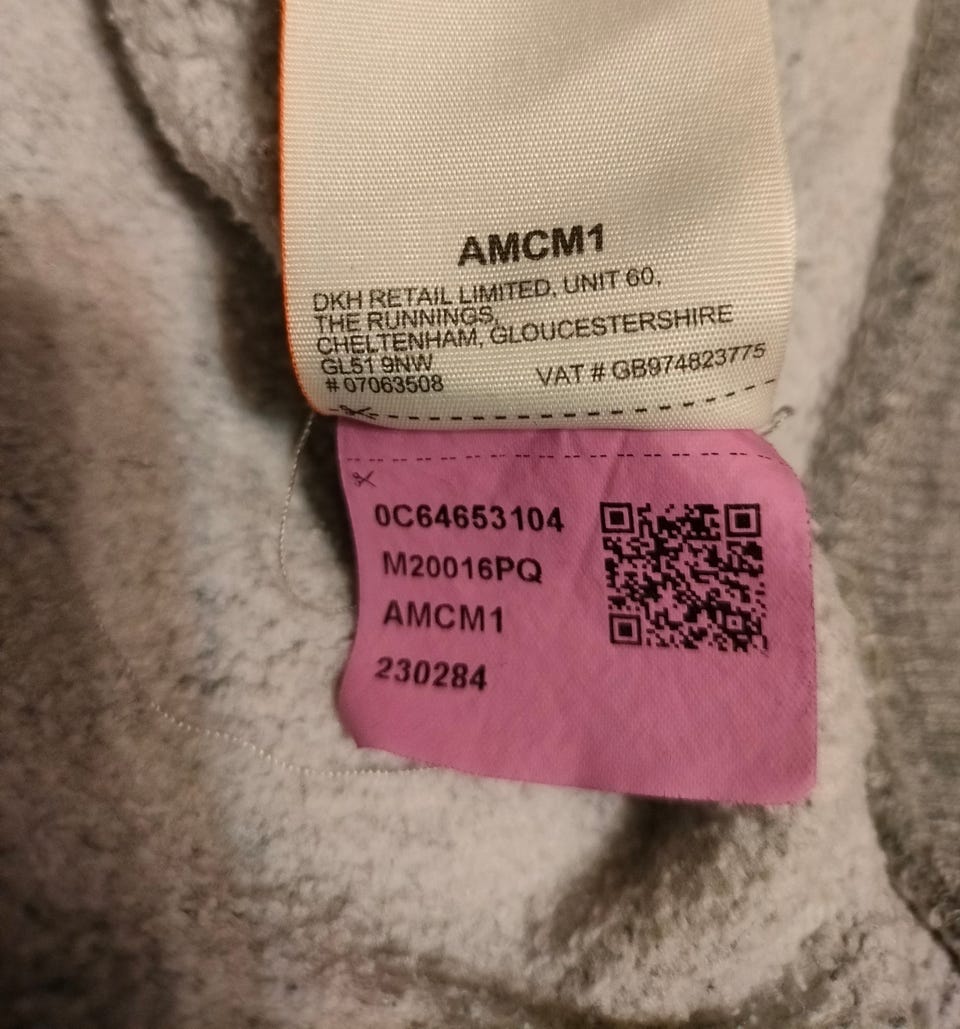 AMCM1
DKH RETAIL LIMITED, UNIT 60,
THE RUNNINGS,
CHELTENHAM, GLOUCESTERSHIRE
GL51 9NW
# 07063508 VAT # GB974823775
0C64653104
M20016PQ
AMCM1
230284